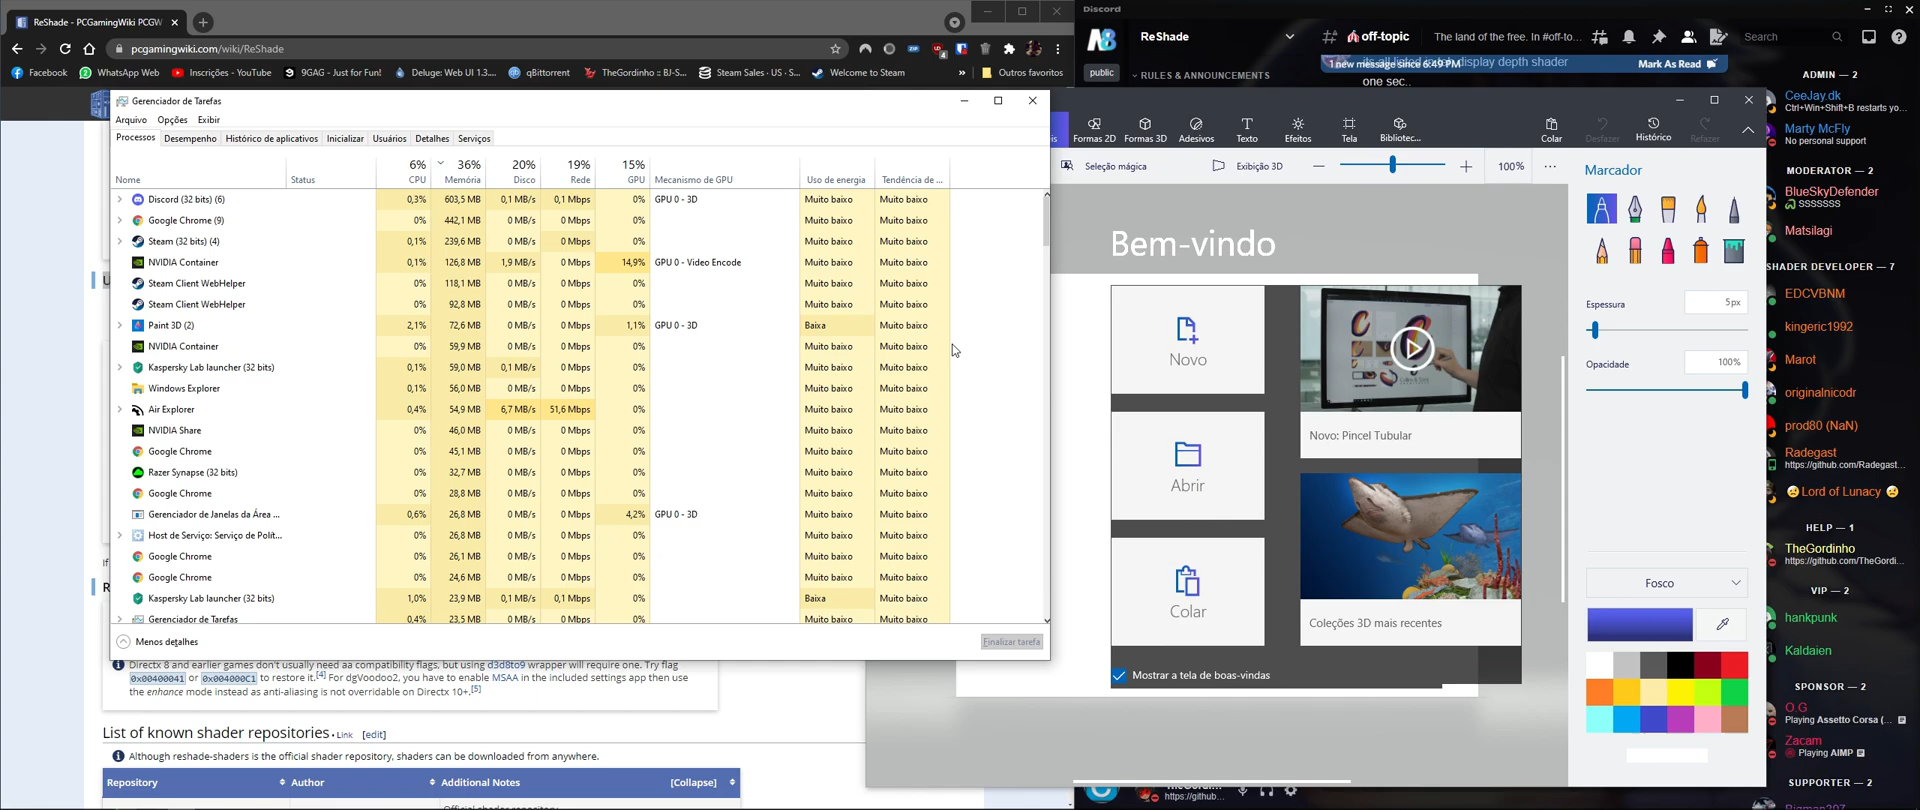 ReShade - PCGamingWiki PCGW
pcgamingwiki.com/wiki/ReShade
Facebook
WhatsApp Web
Inscrições - YouTube
9GAG - Just for Fun!
Deluge: Web UI 1.3....
qBittorrent
TheGordinho :: BJ-S...
Steam Sales · US · S...
Welcome to Steam
»
Outros favoritos
Gerenciador de Tarefas
Arquivo Opções Exibir
Processos Desempenho Histórico de aplicativos Inicializar Usuários Detalhes Serviços
6% 36% 20% 19% 15%
Nome Status CPU Memória Disco Rede GPU Mecanismo de GPU Uso de energia Tendência de ...
Discord (32 bits) (6) 0,3% 603,5 MB 0,1 MB/s 0,1 Mbps 0% GPU 0 - 3D Muito baixo Muito baixo
Google Chrome (9) 0% 442,1 MB 0 MB/s 0 Mbps 0% Muito baixo Muito baixo
Steam (32 bits) (4) 0,1% 239,6 MB 0 MB/s 0 Mbps 0% Muito baixo Muito baixo
NVIDIA Container 0,1% 126,8 MB 1,9 MB/s 0 Mbps 14,9% GPU 0 - Video Encode Muito baixo Muito baixo
Steam Client WebHelper 0% 118,1 MB 0 MB/s 0 Mbps 0% Muito baixo Muito baixo
Steam Client WebHelper 0% 92,8 MB 0 MB/s 0 Mbps 0% Muito baixo Muito baixo
Paint 3D (2) 2,1% 72,6 MB 0 MB/s 0 Mbps 1,1% GPU 0 - 3D Baixa Muito baixo
NVIDIA Container 0% 59,9 MB 0 MB/s 0 Mbps 0% Muito baixo Muito baixo
Kaspersky Lab launcher (32 bits) 0,1% 59,0 MB 0,1 MB/s 0 Mbps 0% Muito baixo Muito baixo
Windows Explorer 0,1% 56,0 MB 0 MB/s 0 Mbps 0% Muito baixo Muito baixo
Air Explorer 0,4% 54,9 MB 6,7 MB/s 51,6 Mbps 0% Muito baixo Muito baixo
NVIDIA Share 0% 46,0 MB 0 MB/s 0 Mbps 0% Muito baixo Muito baixo
Google Chrome 0% 45,1 MB 0 MB/s 0 Mbps 0% Muito baixo Muito baixo
Razer Synapse (32 bits) 0% 32,7 MB 0 MB/s 0 Mbps 0% Muito baixo Muito baixo
Google Chrome 0% 28,8 MB 0 MB/s 0 Mbps 0% Muito baixo Muito baixo
Gerenciador de Janelas da Área ... 0,6% 26,8 MB 0 MB/s 0 Mbps 4,2% GPU 0 - 3D Muito baixo Muito baixo
Host de Serviço: Serviço de Polít... 0% 26,8 MB 0 MB/s 0 Mbps 0% Muito baixo Muito baixo
Google Chrome 0% 26,1 MB 0 MB/s 0 Mbps 0% Muito baixo Muito baixo
Google Chrome 0% 24,6 MB 0 MB/s 0 Mbps 0% Muito baixo Muito baixo
Kaspersky Lab launcher (32 bits) 1,0% 23,9 MB 0,1 MB/s 0,1 Mbps 0% Baixa Muito baixo
Gerenciador de Tarefas 0,4% 23,5 MB 0 MB/s 0 Mbps 0% Muito baixo Muito baixo
Menos detalhes
Finalizar tarefa
U
If
R
Directx 8 and earlier games don't usually need aa compatibility flags, but using d3d8to9 wrapper will require one. Try flag
0x00400041 or 0x004000C1 to restore it.[4] For dgVoodoo2, you have to enable MSAA in the included settings app then use
the enhance mode instead as anti-aliasing is not overridable on Directx 10+.[5]
List of known shader repositories · Link [edit]
Although reshade-shaders is the official shader repository, shaders can be downloaded from anywhere.
Repository Author Additional Notes [Collapse]
Discord
ReShade
# off-topic
The land of the free. In #off-to...
Search
public
RULES & ANNOUNCEMENTS
1 new message since 6:49 PM
Mark As Read
one sec..
Formas 2D Formas 3D Adesivos Texto Efeitos Tela Bibliotec... Colar Desfazer Histórico Refazer
Seleção mágica Exibição 3D 100% ...
Bem-vindo
Novo
Abrir
Colar
Novo: Pincel Tubular
Coleções 3D mais recentes
Mostrar a tela de boas-vindas
Marcador
Espessura 5px
Opacidade 100%
Fosco
ADMIN — 2
CeeJay.dk
Ctrl+Win+Shift+B restarts yo...
Marty McFly
No personal support
MODERATOR — 2
BlueSkyDefender
SSSSSSS
Matsilagi
SHADER DEVELOPER — 7
EDCVBNM
kingeric1992
Marot
originalnicodr
prod80 (NaN)
Radegast
https://github.com/Radegast...
Lord of Lunacy
HELP — 1
TheGordinho
https://github.com/TheGordi...
VIP — 2
hankpunk
Kaldaien
SPONSOR — 2
O.G
Playing Assetto Corsa (...
Zacam
Playing AIMP
SUPPORTER — 2
https://github...